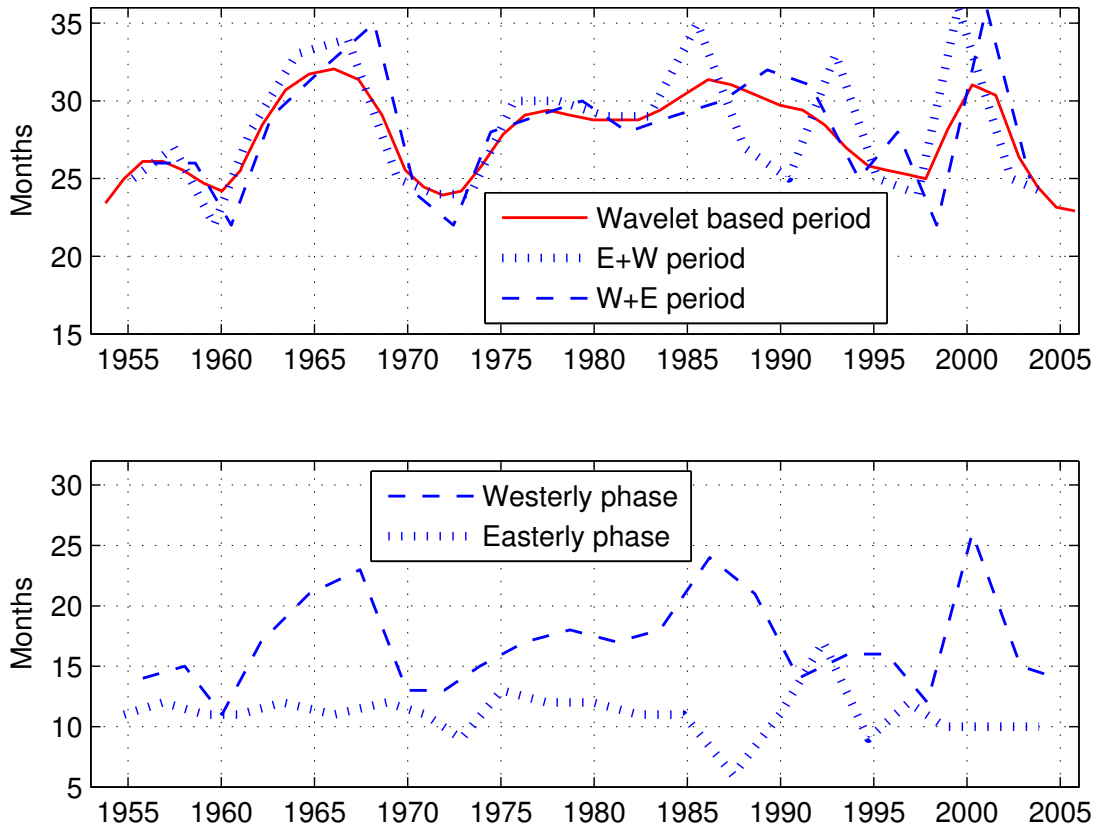 35
30
25
20
15
Months
Wavelet based period
E+W period
W+E period
1955 1960 1965 1970 1975 1980 1985 1990 1995 2000 2005
30
25
20
15
10
5
Months
Westerly phase
Easterly phase
1955 1960 1965 1970 1975 1980 1985 1990 1995 2000 2005